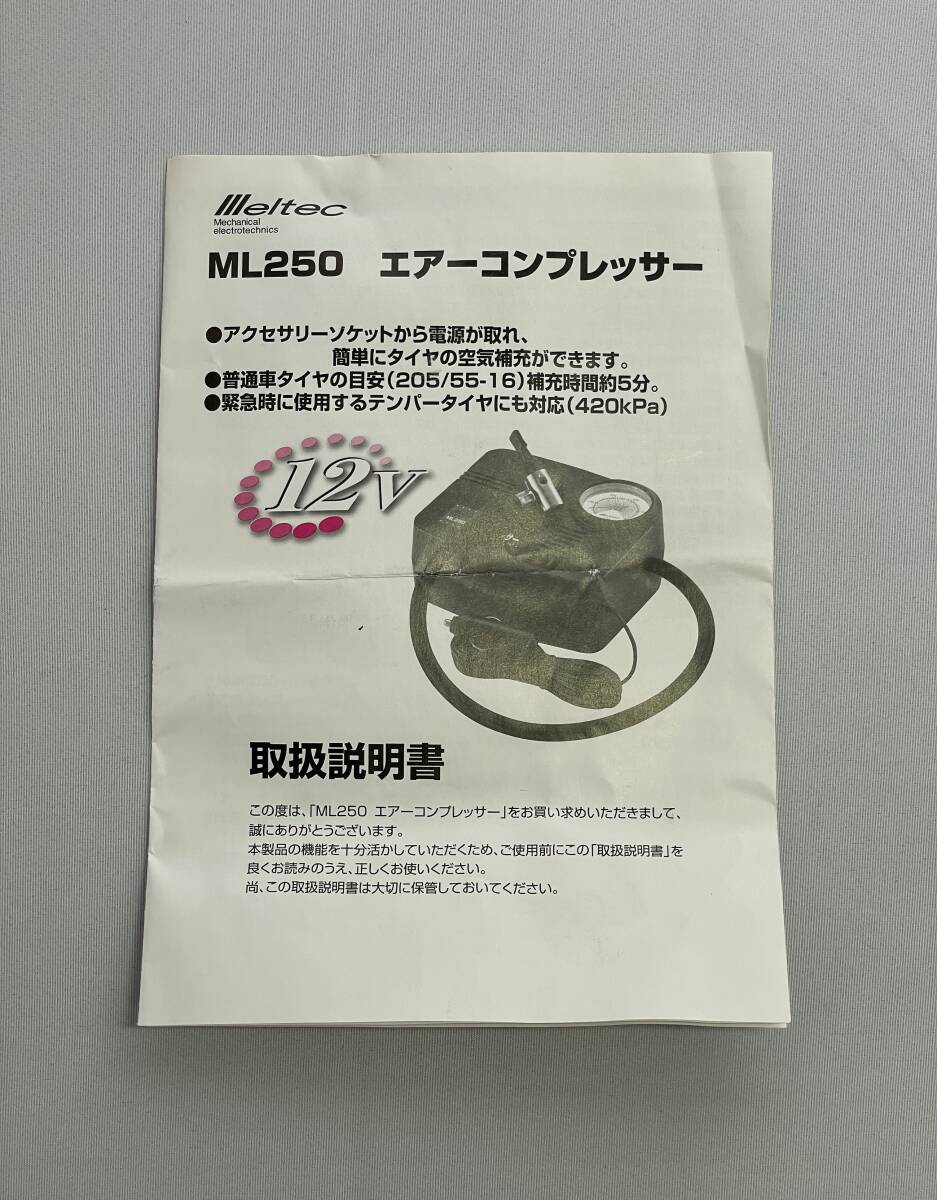 Meltec
Mechanical
electrotechnics
ML250 エアーコンプレッサー
●アクセサリーソケットから電源が取れ、
簡単にタイヤの空気補充ができます。
●普通車タイヤの目安(205/55-16)補充時間約5分。
●緊急時に使用するテンパータイヤにも対応(420kPa)
12V
ML250
取扱説明書
この度は、「ML250 エアーコンプレッサー」をお買い求めいただきまして、
誠にありがとうございます。
本製品の機能を十分活かしていただくため、ご使用前にこの「取扱説明書」を
良くお読みのうえ、正しくお使いください。
尚、この取扱説明書は大切に保管しておいてください。